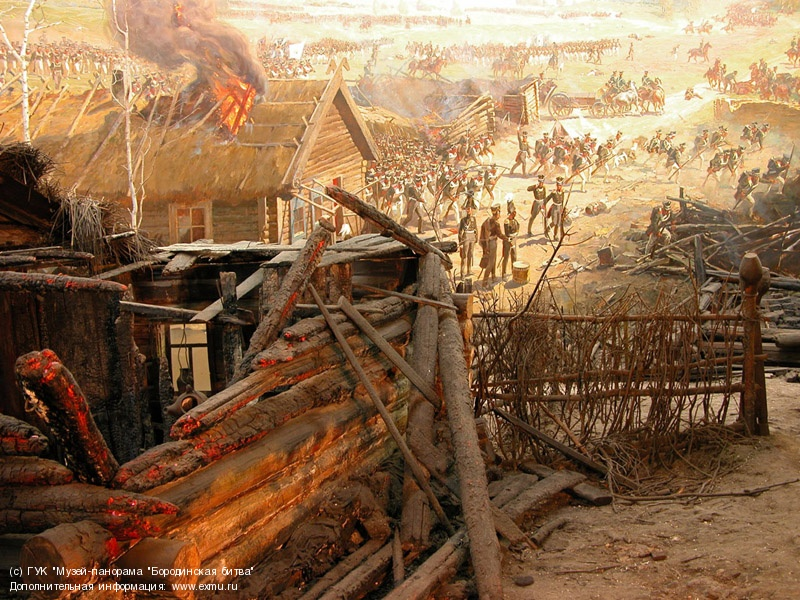 (c) ГУК "Музей-панорама "Бородинская битва"
Дополнительная информация: www.exmu.ru